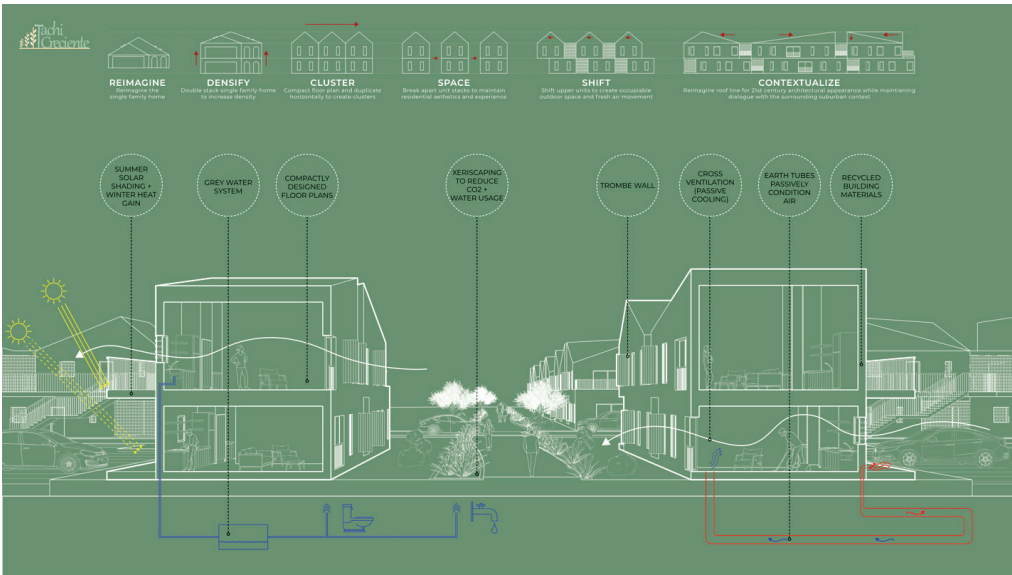 Tachi
Creciente
REIMAGINE
Reimagine the
single family home
DENSIFY
Double stack single family home
to increase density
CLUSTER
Compact floor plan and duplicate
horizontally to create clusters
SPACE
Break apart unit stacks to maintain
residential aethetics and experience
SHIFT
Shift upper units to create occupiable
outdoor space and fresh air movement
CONTEXTUALIZE
Reimagine roof line for 21st century architectural appearance while maintianing
dialogue with the surrounding suburban context
SUMMER
SOLAR
SHADING +
WINTER HEAT
GAIN
GREY WATER
SYSTEM
COMPACTLY
DESIGNED
FLOOR PLANS
XERISCAPING
TO REDUCE
CO2 +
WATER USAGE
TROMBE WALL
CROSS
VENTILATION
(PASSIVE
COOLING)
EARTH TUBES
PASSIVELY
CONDITION
AIR
RECYCLED
BUILDING
MATERIALS